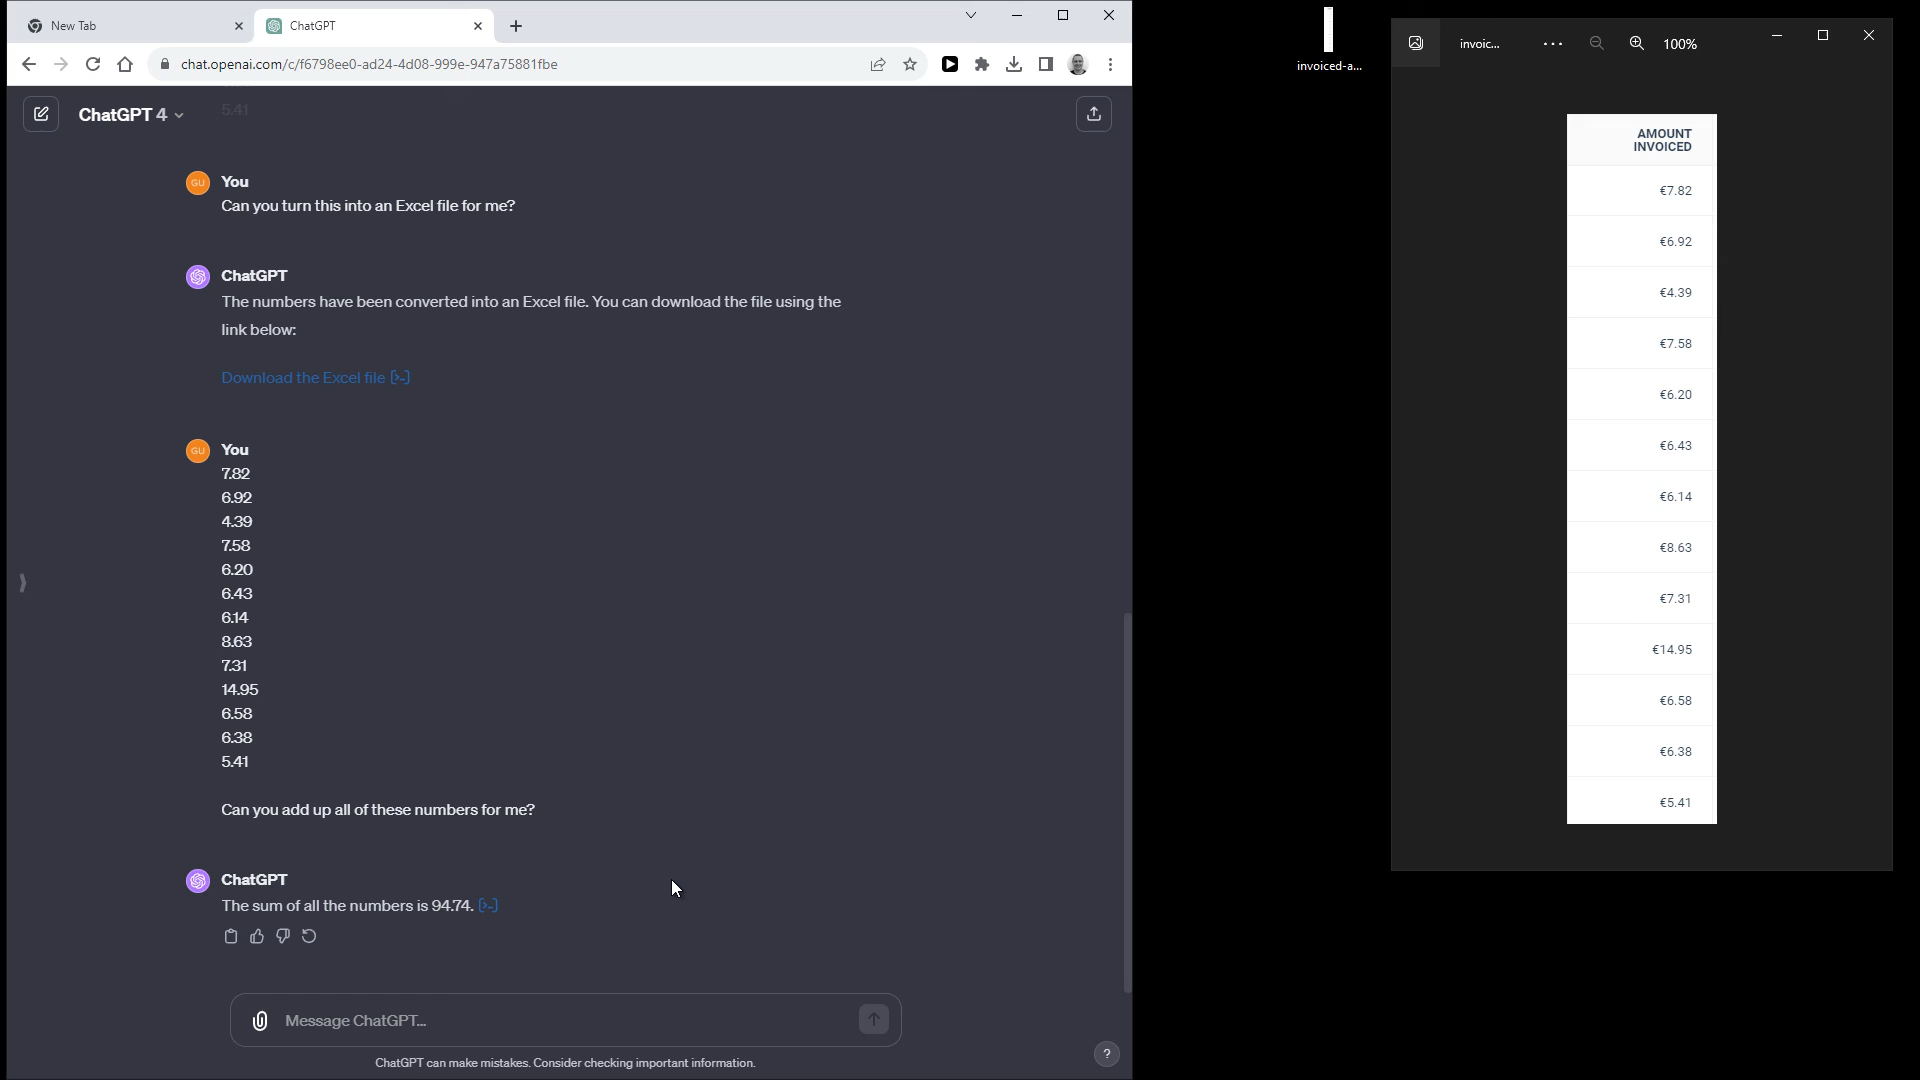 New Tab
ChatGPT
chat.openai.com/c/f6798ee0-ad24-4d08-999e-947a75881fbe
ChatGPT 4
5.41
You
Can you turn this into an Excel file for me?
ChatGPT
The numbers have been converted into an Excel file. You can download the file using the
link below:
Download the Excel file [>-]
GU
You
7.82
6.92
4.39
7.58
6.20
6.43
6.14
8.63
7.31
14.95
6.58
6.38
5.41
Can you add up all of these numbers for me?
ChatGPT
The sum of all the numbers is 94.74. [>-]
Message ChatGPT...
ChatGPT can make mistakes. Consider checking important information.
?
invoiced-a...
invoic...
100%
AMOUNT
INVOICED
€7.82
€6.92
€4.39
€7.58
€6.20
€6.43
€6.14
€8.63
€7.31
€14.95
€6.58
€6.38
€5.41